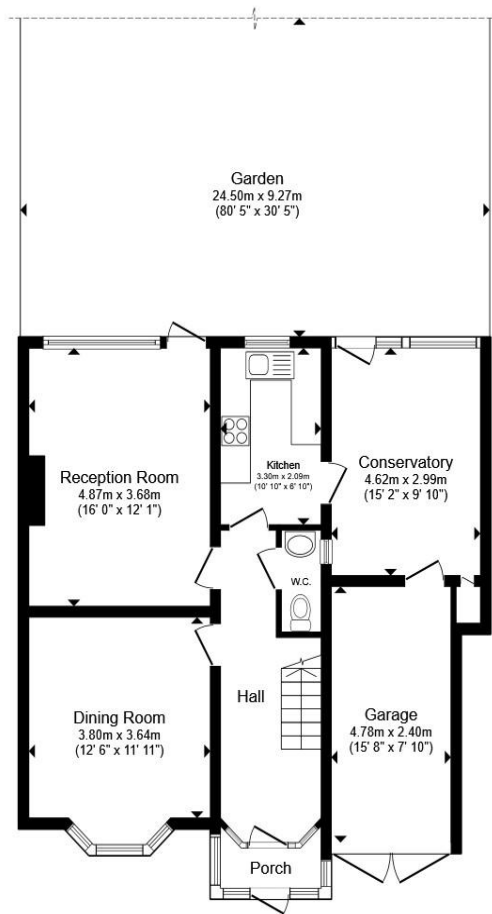 Garden
24.50m x 9.27m
(80' 5" x 30' 5")
Reception Room
4.87m x 3.68m
(16' 0" x 12' 1")
Kitchen
3.30m x 2.09m
(10' 10" x 6' 10")
Conservatory
4.62m x 2.99m
(15' 2" x 9' 10")
W.C.
Hall
Dining Room
3.80m x 3.64m
(12' 6" x 11' 11")
Garage
4.78m x 2.40m
(15' 8" x 7' 10")
Porch